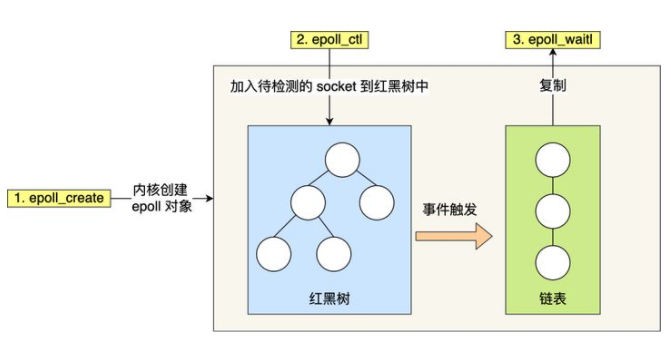 2. epoll_ctl
3. epoll_waitl
加入待检测的 socket 到红黑树中
复制
1. epoll_create
内核创建
epoll 对象
事件触发
红黑树
链表